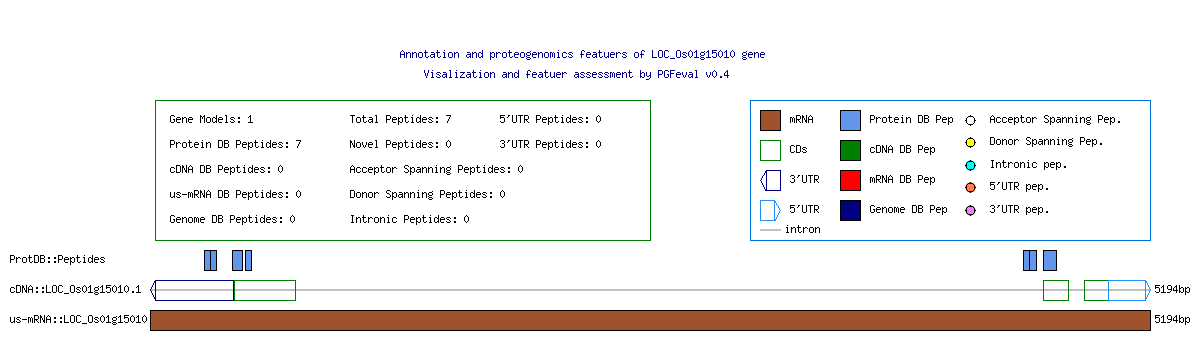 Annotation and proteogenomics featuers of LOC_Os01g15010 gene
Visalization and featuer assessment by PGFeval v0.4
Gene Models: 1 Total Peptides: 7 5'UTR Peptides: 0
Protein DB Peptides: 7 Novel Peptides: 0 3'UTR Peptides: 0
cDNA DB Peptides: 0 Acceptor Spanning Peptides: 0
us-mRNA DB Peptides: 0 Donor Spanning Peptides: 0
Genome DB Peptides: 0 Intronic Peptides: 0
mRNA Protein DB Pep Acceptor Spanning Pep.
CDs cDNA DB Pep Donor Spanning Pep.
3'UTR mRNA DB Pep Intronic pep.
5'UTR Genome DB Pep 5'UTR pep.
intron 3'UTR pep.
ProtDB::Peptides
cDNA::LOC_Os01g15010.1 5194bp
us-mRNA::LOC_Os01g15010 5194bp